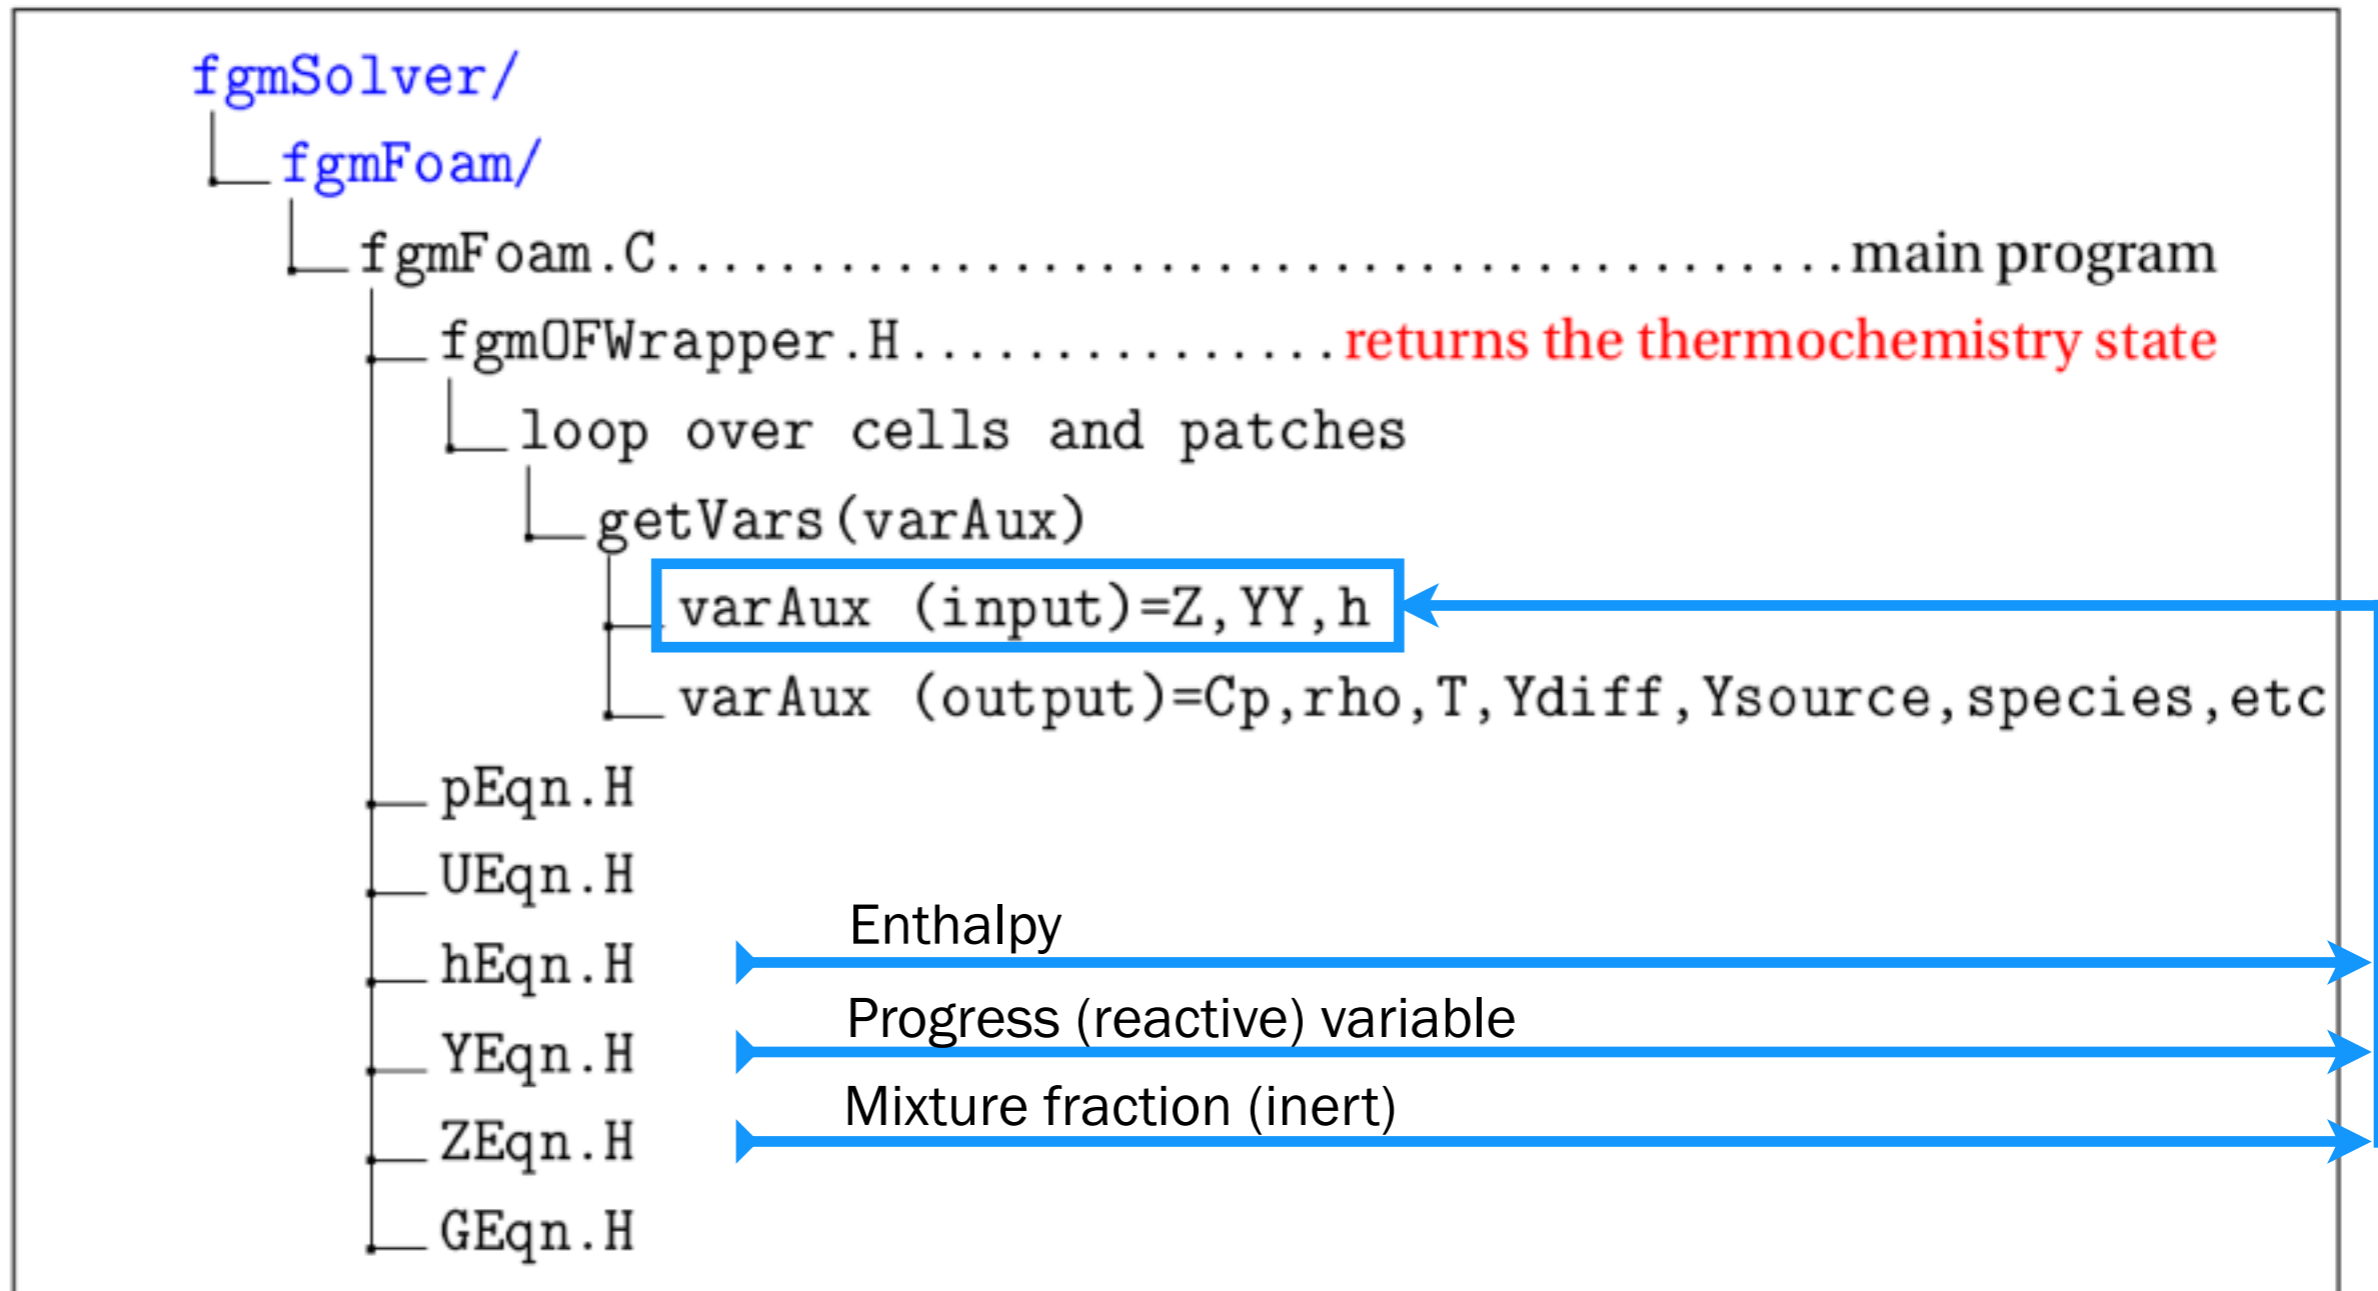 fgmSolver/
fgmFoam/
fgmFoam.C.........................................main program
fgmOFWrapper.H...............returns the thermochemistry state
loop over cells and patches
getVars(varAux)
varAux (input)=Z,YY,h
varAux (output)=Cp,rho,T,Ydiff,Ysource,species,etc
pEqn.H
UEqn.H
Enthalpy
hEqn.H
Progress (reactive) variable
YEqn.H
Mixture fraction (inert)
ZEqn.H
GEqn.H